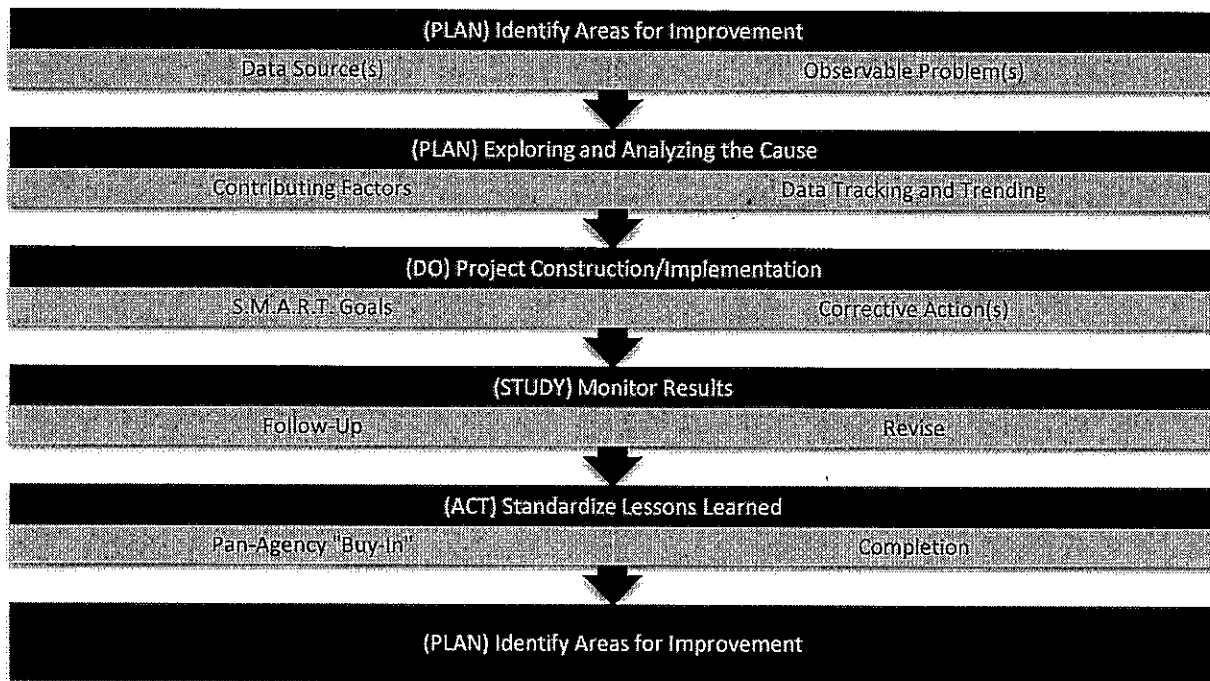 (PLAN) Identify Areas for Improvement
Data Source(s) Observable Problem(s)
(PLAN) Exploring and Analyzing the Cause
Contributing Factors Data Tracking and Trending
(DO) Project Construction/Implementation
S.M.A.R.T. Goals Corrective Action(s)
(STUDY) Monitor Results
Follow-Up Revise
(ACT) Standardize Lessons Learned
Pan-Agency "Buy-In" Completion
(PLAN) Identify Areas for Improvement